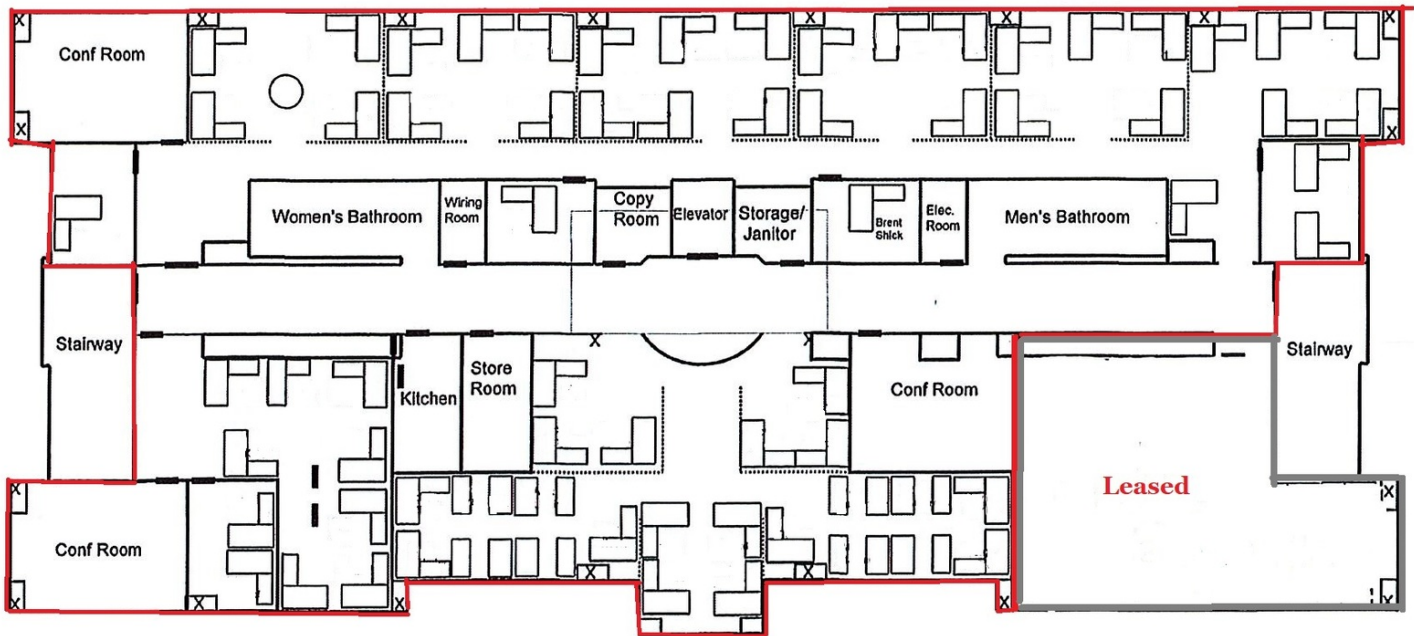 X
X
X
X
X
X
X
X
Conf Room
X
X
Women's Bathroom
Wiring
Room
Copy
Room
Elevator
Storage/
Janitor
Brent
Shick
Elec.
Room
Men's Bathroom
Stairway
X
X
Kitchen
Store
Room
Conf Room
Stairway
Leased
X
X
Conf Room
X
X
X
X
X
X
X